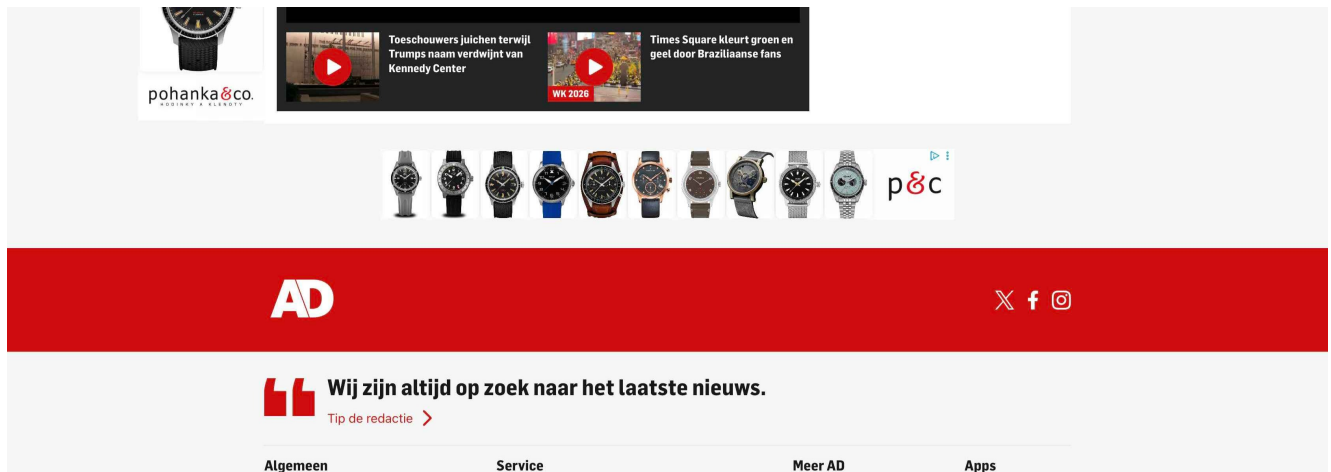 Toeschouwers juichen terwijl
Trumps naam verdwijnt van
Kennedy Center
Times Square kleurt groen en
geel door Braziliaanse fans
WK 2026
pohanka&co.
HODINKY A KLENOTY
p&c
AD
Wij zijn altijd op zoek naar het laatste nieuws.
Tip de redactie
Algemeen
Service
Meer AD
Apps